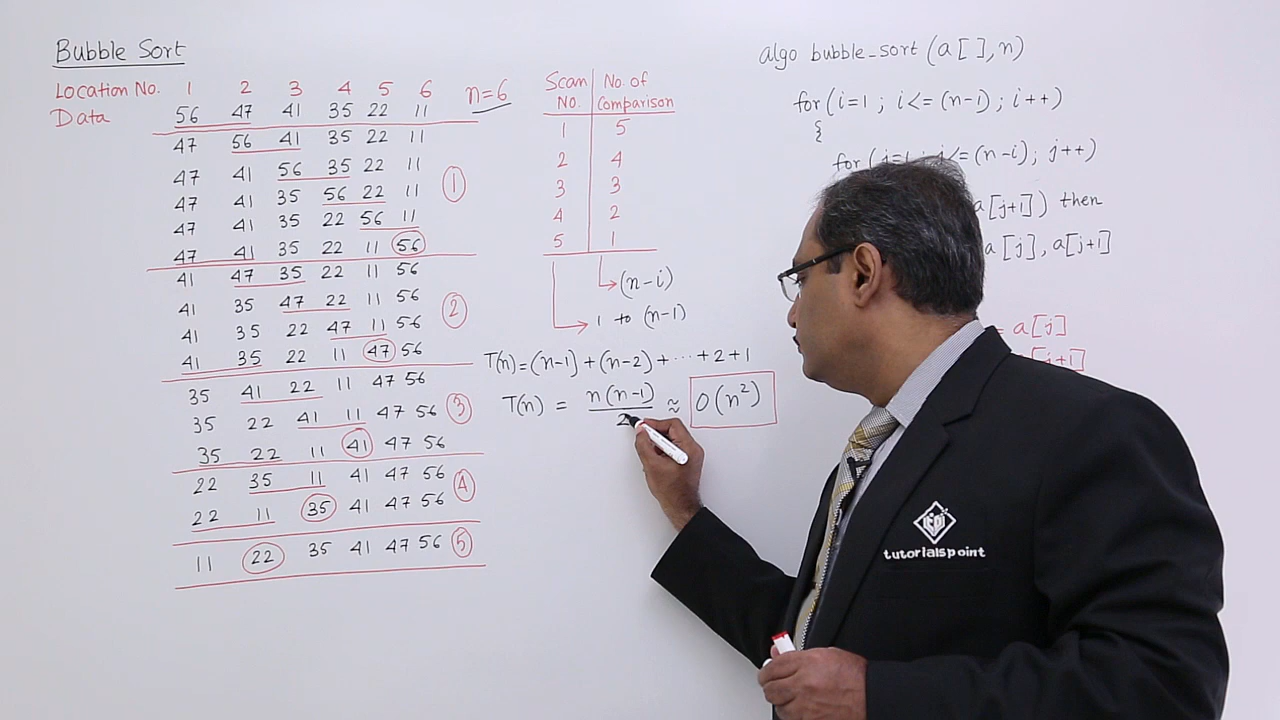 Bubble Sort
Location No. 1 2 3 4 5 6
Data 56 47 41 35 22 11
n=6
47 56 41 35 22 11
47 41 56 35 22 11
47 41 35 56 22 11
47 41 35 22 56 11
47 41 35 22 11 56
1
41 47 35 22 11 56
41 35 47 22 11 56
41 35 22 47 11 56
41 35 22 11 47 56
2
35 41 22 11 47 56
35 22 41 11 47 56
35 22 11 41 47 56
3
22 35 11 41 47 56
22 11 35 41 47 56
4
11 22 35 41 47 56
5
Scan No. No. of Comparison
1 5
2 4
3 3
4 2
5 1
(n-i)
1 to (n-1)
T(n)=(n-1)+(n-2)+⋯+2+1
T(n) = n(n-1)/2 ≈ O(n²)
algo bubble_sort(a[],n)
for(i=1 ; i<=(n-1) ; i++)
{
for(j=1 ; j<=(n-i); j++)
a[j+1]) then
a[j], a[j+1]
= a[j]
a[j+1]
tutorialspoint